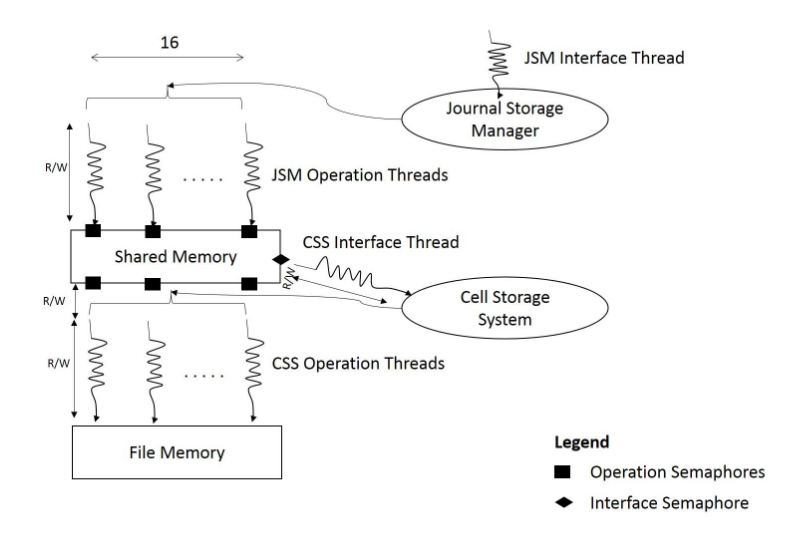 16
JSM Interface Thread
Journal Storage
Manager
R/W
JSM Operation Threads
.....
Shared Memory
CSS Interface Thread
R/W
Cell Storage
System
R/W
R/W
CSS Operation Threads
.....
File Memory
Legend
Operation Semaphores
Interface Semaphore